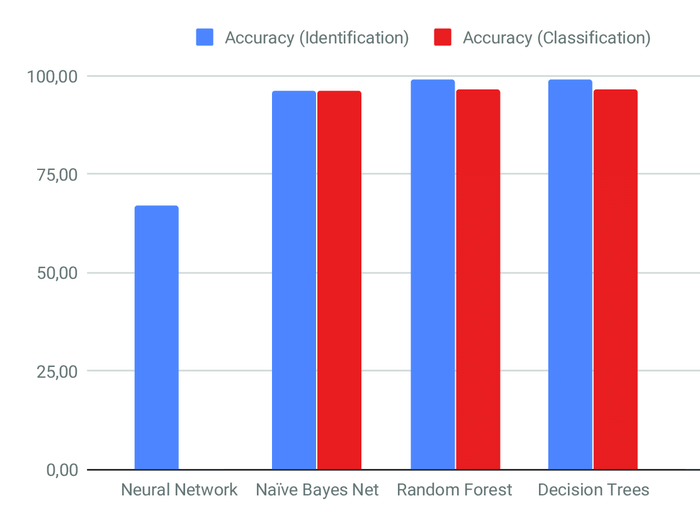 Accuracy (Identification) Accuracy (Classification)
100,00
75,00
50,00
25,00
0,00
Neural Network Naïve Bayes Net Random Forest Decision Trees